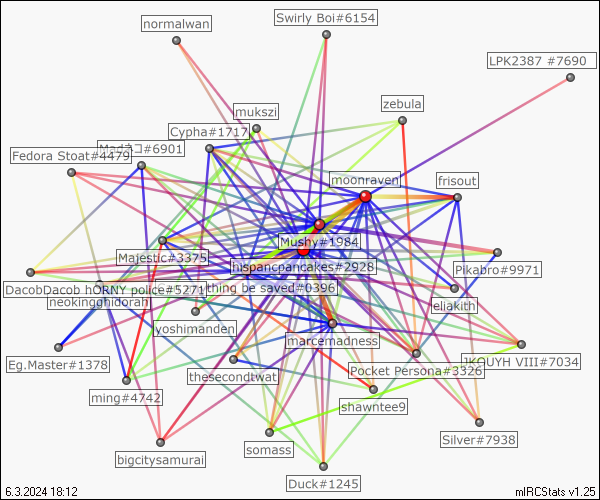 normalwan
Swirly Boi#6154
LPK2387 #7690
mukszi
zebula
Cypha#1717
#6901
Fedora Stoat#4479
moonraven
frisout
Mushy#1984
Majestic#3375
hispancpancakes#2928
Pikabro#9971
DacobDacob
hORNY police#5271
thing be saved#0396
neokingghidorah
eliakith
yoshimanden
marcemadness
Eg.Master#1378
thesecondtwat
Pocket Persona#3326
JKOUYH VIII#7034
ming#4742
shawntee9
Silver#7938
somass
bigcitysamurai
Duck#1245
6.3.2024 18:12
mIRCStats v1.25